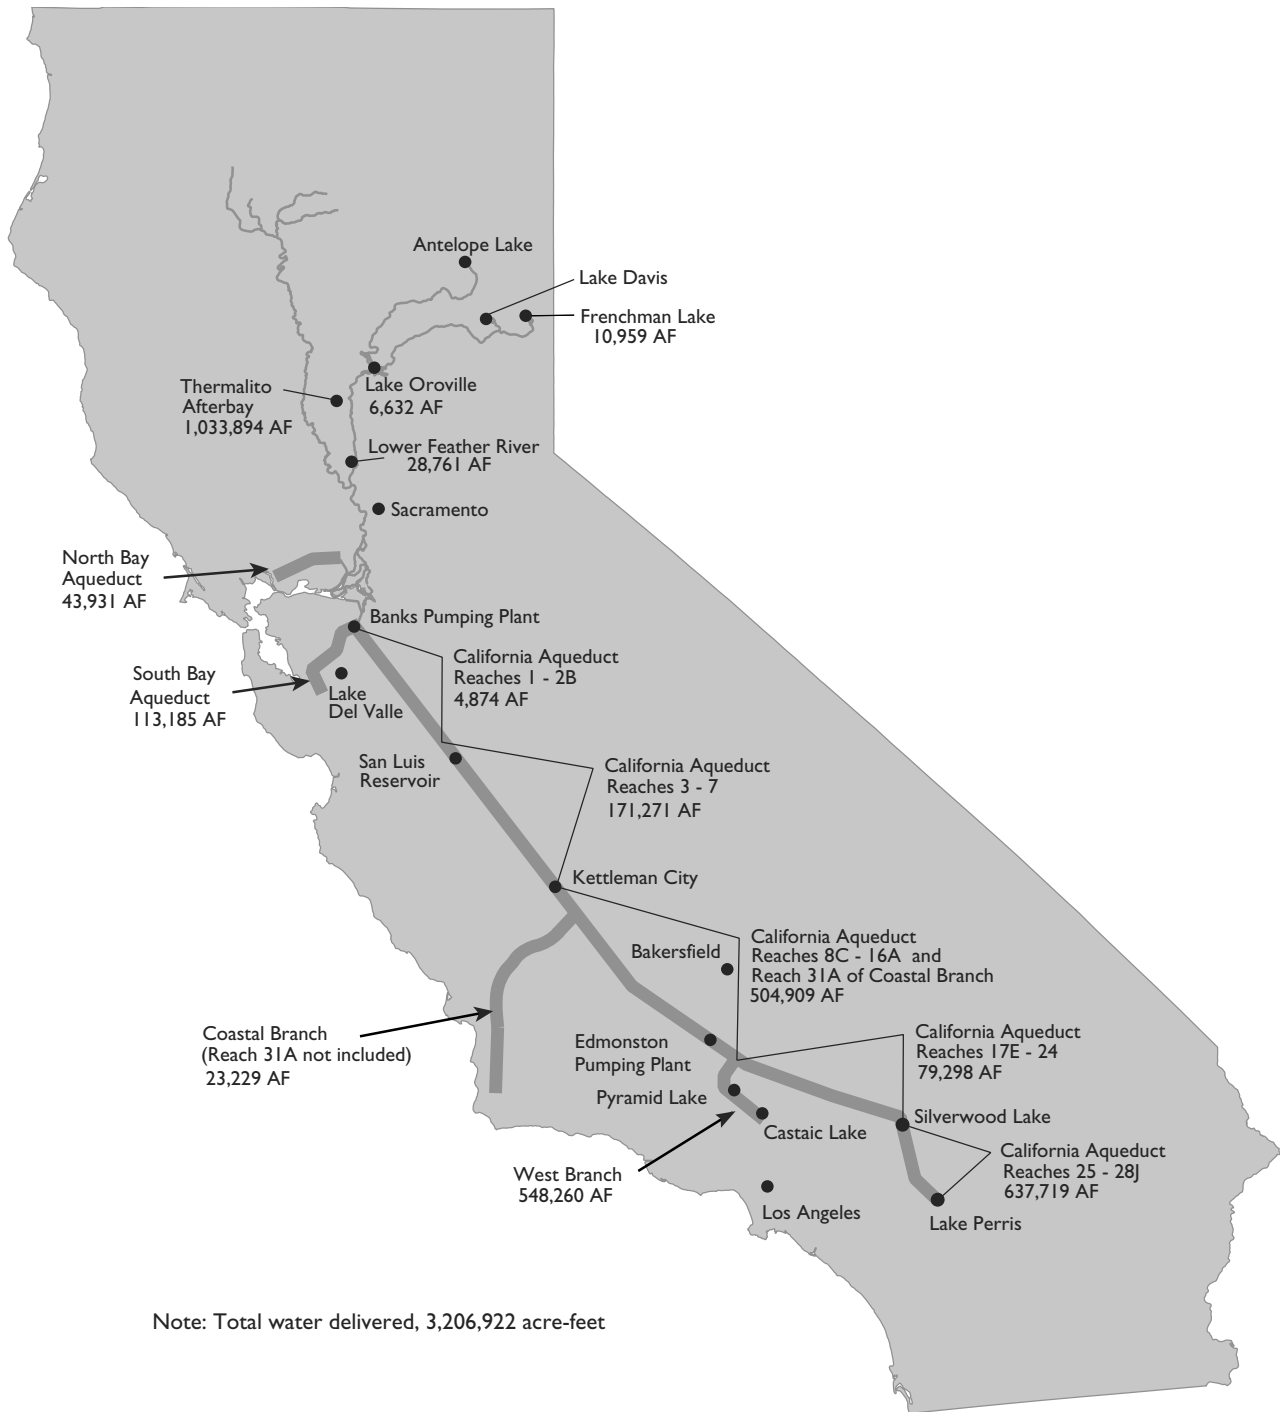 Antelope Lake
Lake Davis
Frenchman Lake
10,959 AF
Thermalito
Afterbay
1,033,894 AF
Lake Oroville
6,632 AF
Lower Feather River
28,761 AF
Sacramento
North Bay
Aqueduct
43,931 AF
Banks Pumping Plant
South Bay
Aqueduct
113,185 AF
Lake
Del Valle
California Aqueduct
Reaches 1 - 2B
4,874 AF
San Luis
Reservoir
California Aqueduct
Reaches 3 - 7
171,271 AF
Kettleman City
Bakersfield
California Aqueduct
Reaches 8C - 16A and
Reach 31A of Coastal Branch
504,909 AF
Coastal Branch
(Reach 31A not included)
23,229 AF
Edmonston
Pumping Plant
California Aqueduct
Reaches 17E - 24
79,298 AF
Pyramid Lake
Castaic Lake
Silverwood Lake
West Branch
548,260 AF
California Aqueduct
Reaches 25 - 28J
637,719 AF
Los Angeles
Lake Perris
Note: Total water delivered, 3,206,922 acre-feet